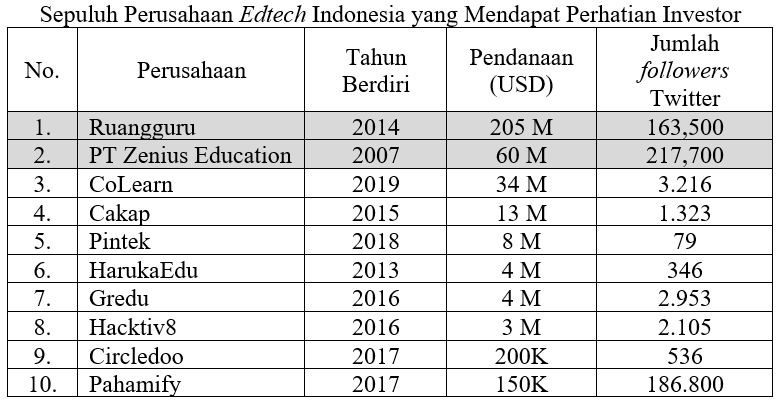 Sepuluh Perusahaan Edtech Indonesia yang Mendapat Perhatian Investor
No. Perusahaan Tahun Berdiri Pendanaan (USD) Jumlah followers Twitter
1. Ruangguru 2014 205 M 163,500
2. PT Zenius Education 2007 60 M 217,700
3. CoLearn 2019 34 M 3.216
4. Cakap 2015 13 M 1.323
5. Pintek 2018 8 M 79
6. HarukaEdu 2013 4 M 346
7. Gredu 2016 4 M 2.953
8. Hacktiv8 2016 3 M 2.105
9. Circledoo 2017 200K 536
10. Pahamify 2017 150K 186.800